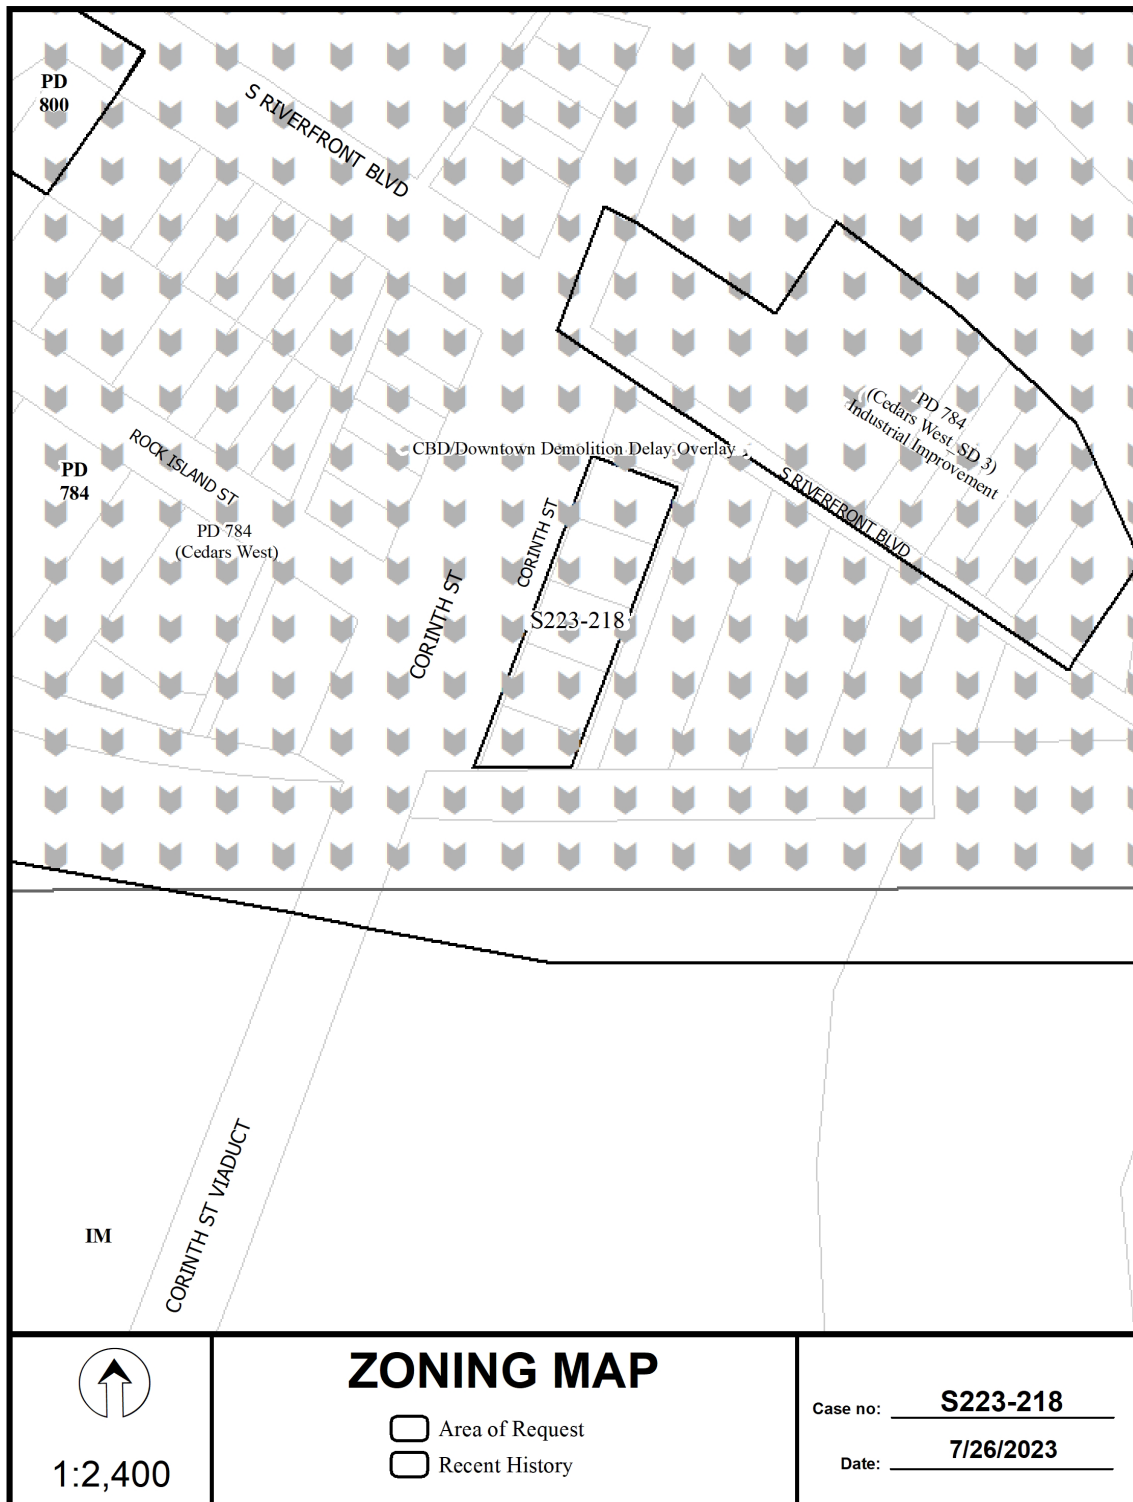 PD
800
S RIVERFRONT BLVD
PD 784
(Cedars West, SD 3)
Industrial Improvement
CBD/Downtown Demolition Delay Overlay
ROCK ISLAND ST
PD
784
PD 784
(Cedars West)
CORINTH ST
S RIVERFRONT BLVD
CORINTH ST
S223-218
CORINTH ST VIADUCT
IM
1:2,400
ZONING MAP
Area of Request
Recent History
Case no: S223-218
Date: 7/26/2023